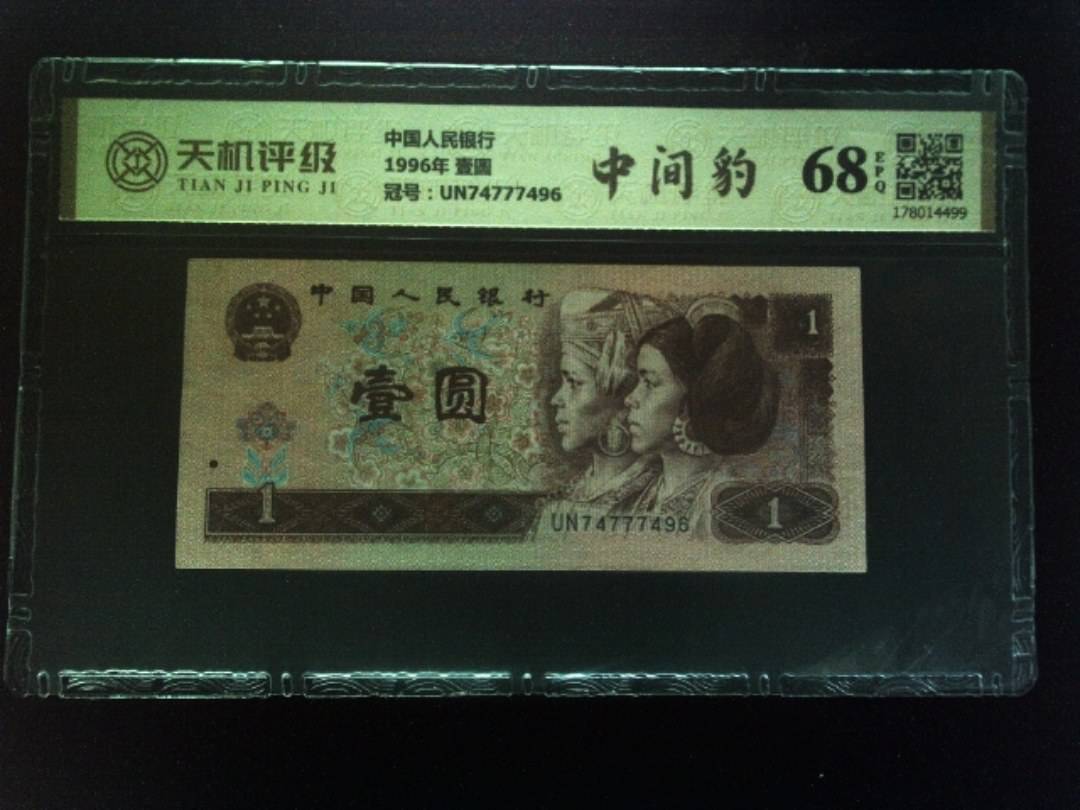 天机评级
TIAN JI PING JI
中国人民银行
1996年 壹圆
冠号：UN74777496
中间豹
68
EPQ
178014499
中国人民银行
1
壹圆
1
UN74777496
1